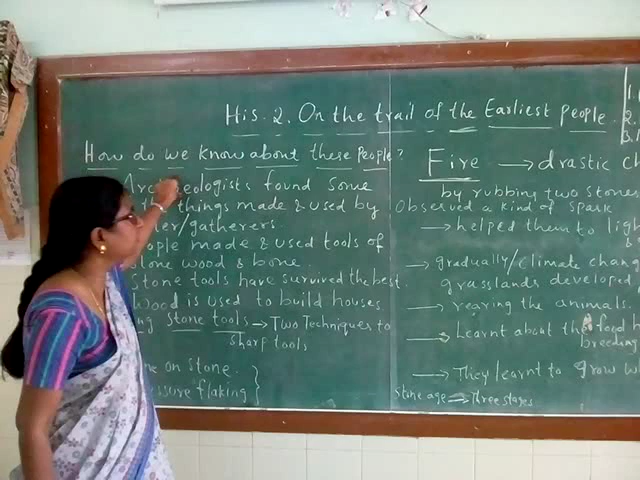 His. 2. On the trail of the Earliest people.
How do we know about these People?
Archaeologists found some
the things made & used by
/gatherers
people made & used tools of
stone wood & bone.
Stone tools have survived the best.
Wood is used to build houses
stone tools → Two Techniques to
sharp tools
on stone
flaking
Fire → drastic
by rubbing two stones
Observed a kind of spark
→ helped them to
&
→ gradually/climate
grasslands developed
→ rearing the animals.
→ Learnt about the food
breeding
→ They learnt to grow
Stone age → Three stages.
1.
2.
3.